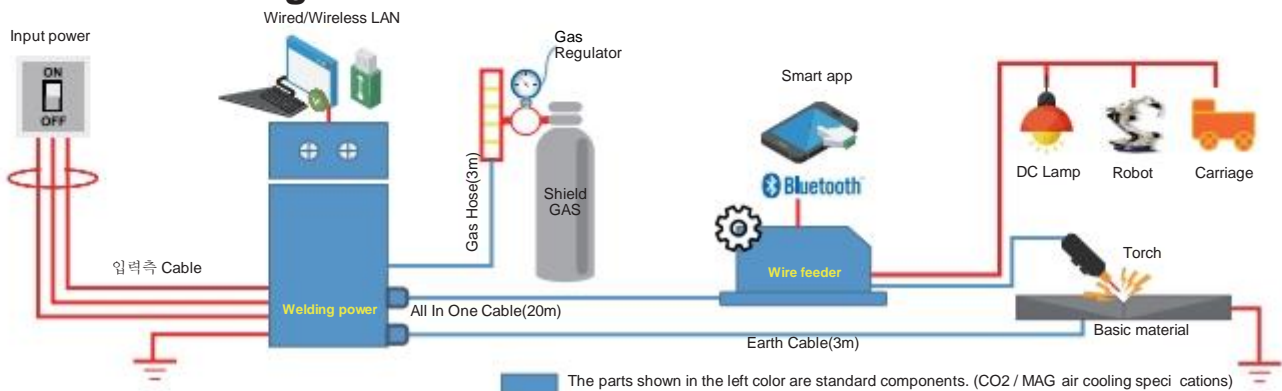 Wired/Wireless LAN
Input power
Gas
Regulator
ON
OFF
Smart app
Bluetooth™
DC Lamp
Robot
Carriage
Gas Hose(3m)
Shield
GAS
입력측 Cable
Welding power
All In One Cable(20m)
Wire feeder
Torch
Basic material
Earth Cable(3m)
The parts shown in the left color are standard components. (CO2 / MAG air cooling speci cations)